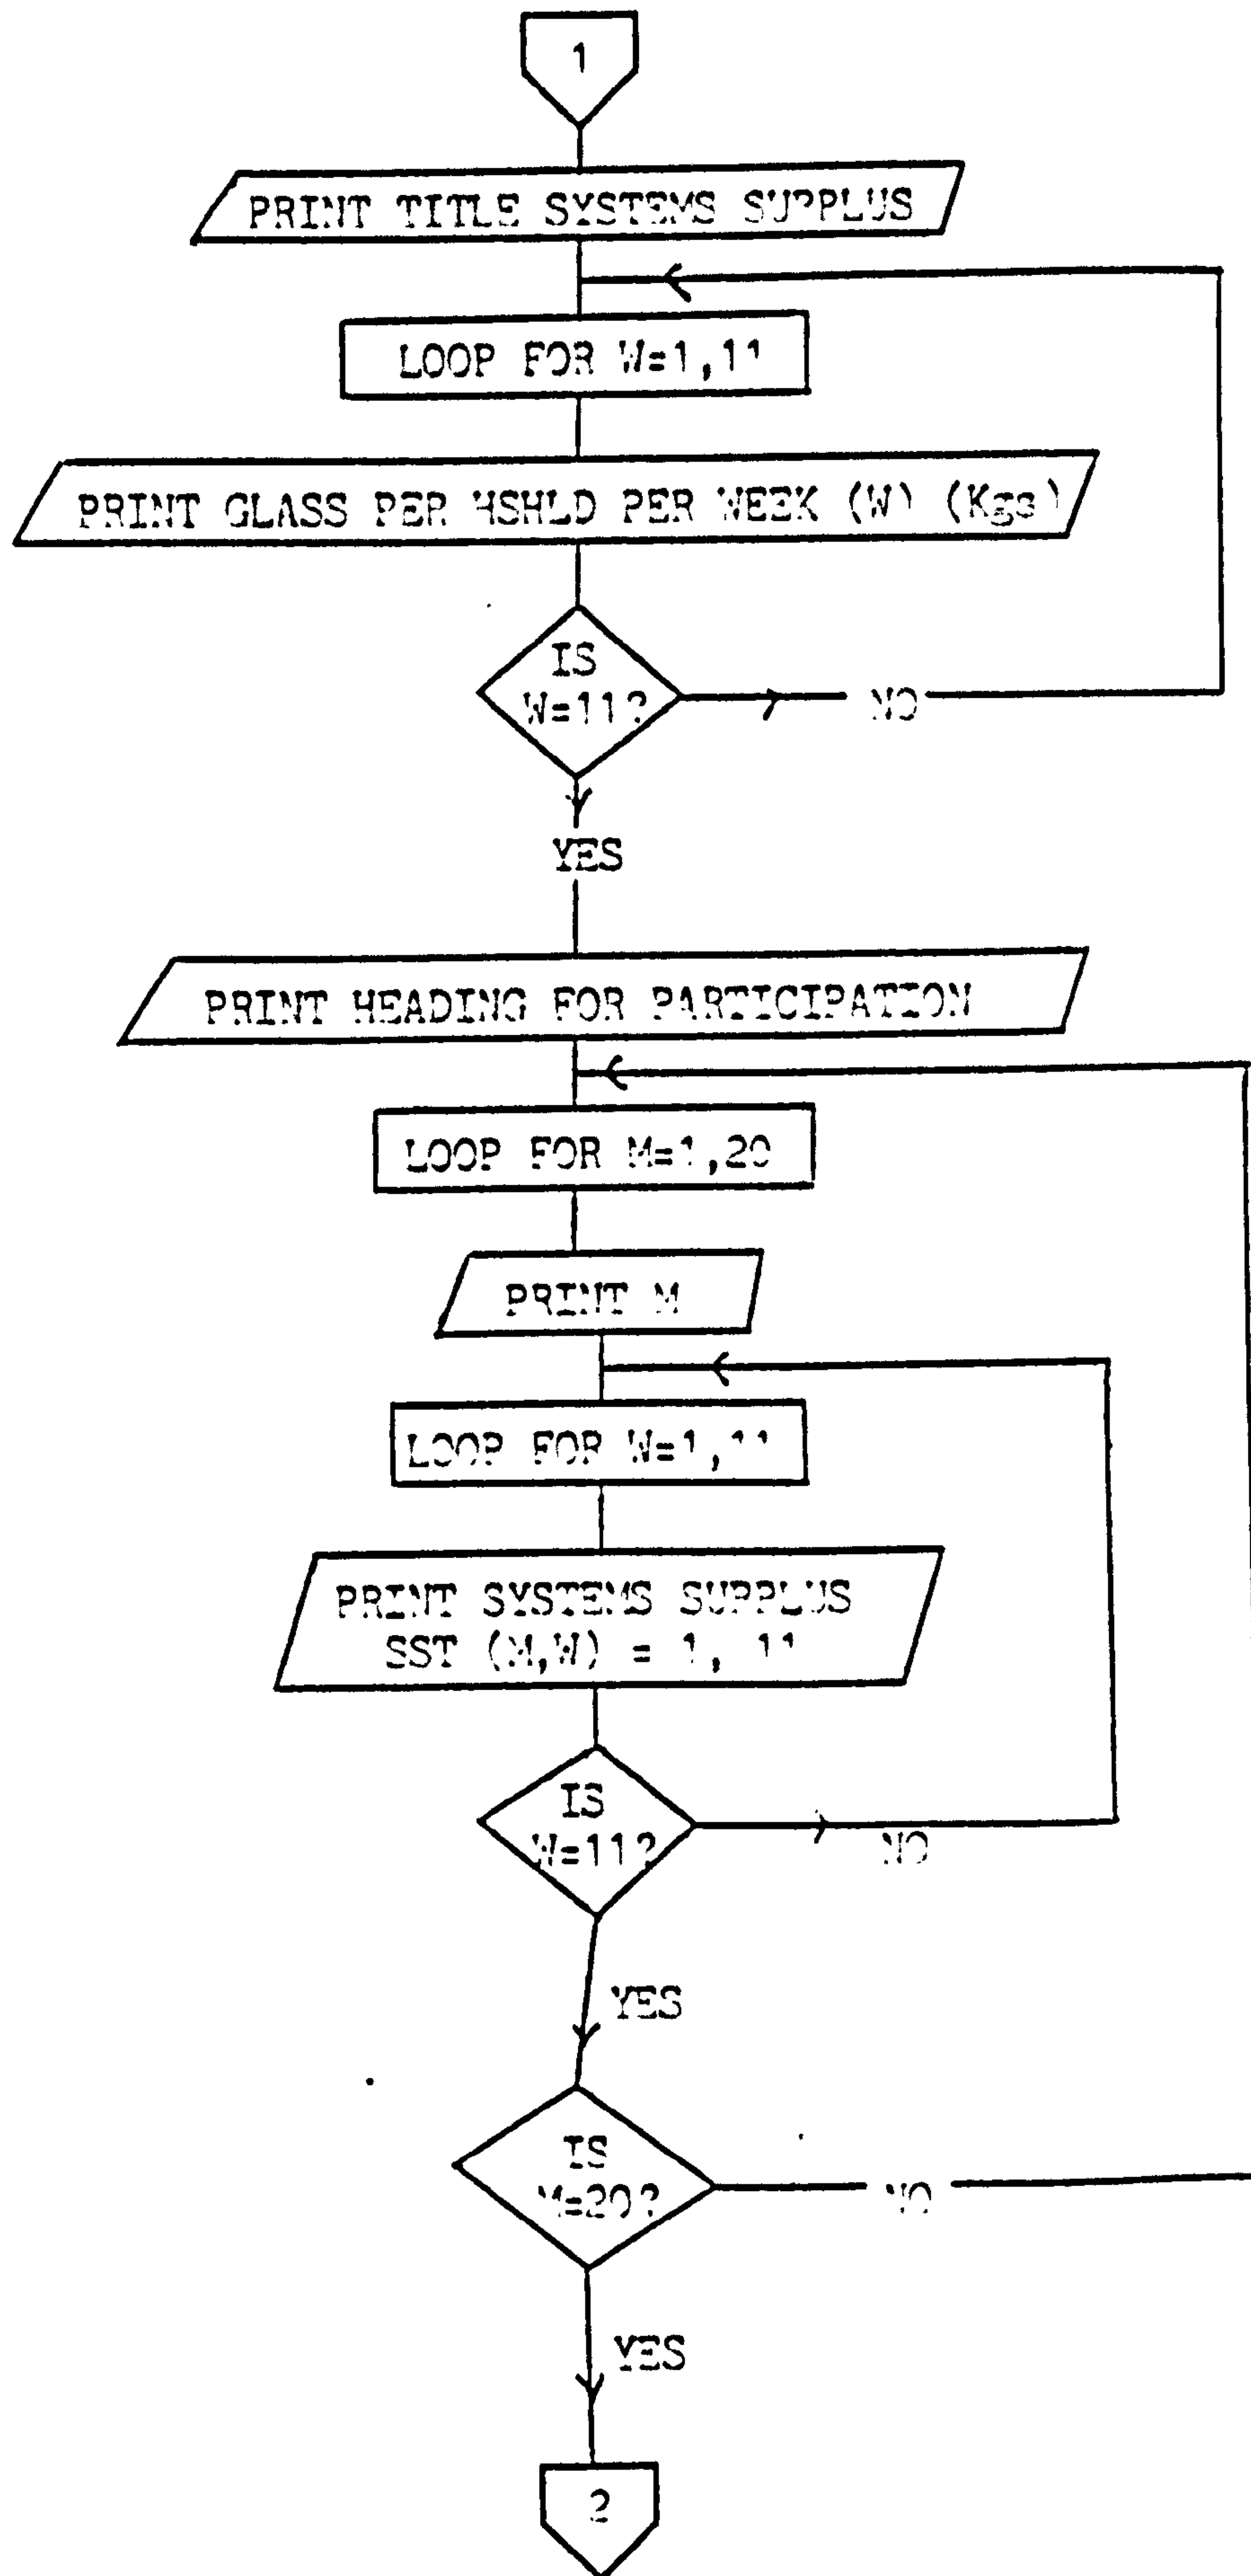 1
PRINT TITLE SYSTEMS SURPLUS
LOOP FOR W=1,11
PRINT GLASS PER HSHLD PER WEEK (W) (Kgs)
IS
W=11?
NO
YES
PRINT HEADING FOR PARTICIPATION
LOOP FOR M=1,20
PRINT M
LOOP FOR W=1,11
PRINT SYSTEMS SURPLUS
SST (M,W) = 1, 11
IS
W=11?
NO
YES
IS
M=20?
NO
YES
2